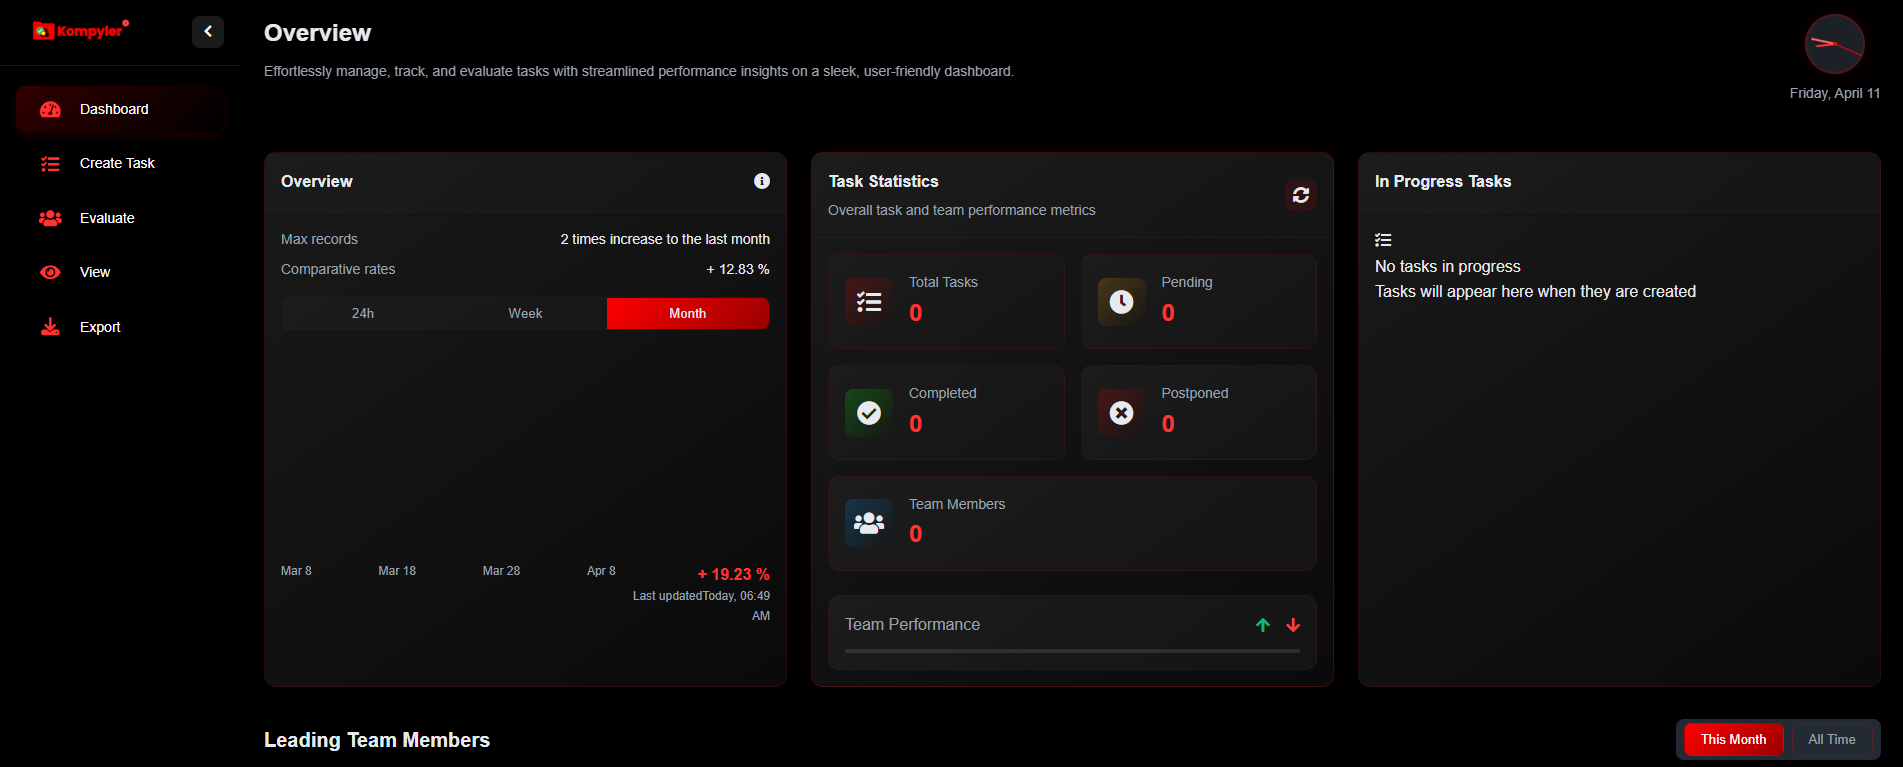 Kompyler
Overview
Effortlessly manage, track, and evaluate tasks with streamlined performance insights on a sleek, user-friendly dashboard.
Friday, April 11
Dashboard
Create Task
Evaluate
View
Export
Overview
Max records
2 times increase to the last month
Comparative rates
+ 12.83 %
24h
Week
Month
Mar 8
Mar 18
Mar 28
Apr 8
+ 19.23 %
Last updatedToday, 06:49
AM
Task Statistics
Overall task and team performance metrics
Total Tasks
0
Pending
0
Completed
0
Postponed
0
Team Members
0
Team Performance
In Progress Tasks
No tasks in progress
Tasks will appear here when they are created
Leading Team Members
This Month
All Time